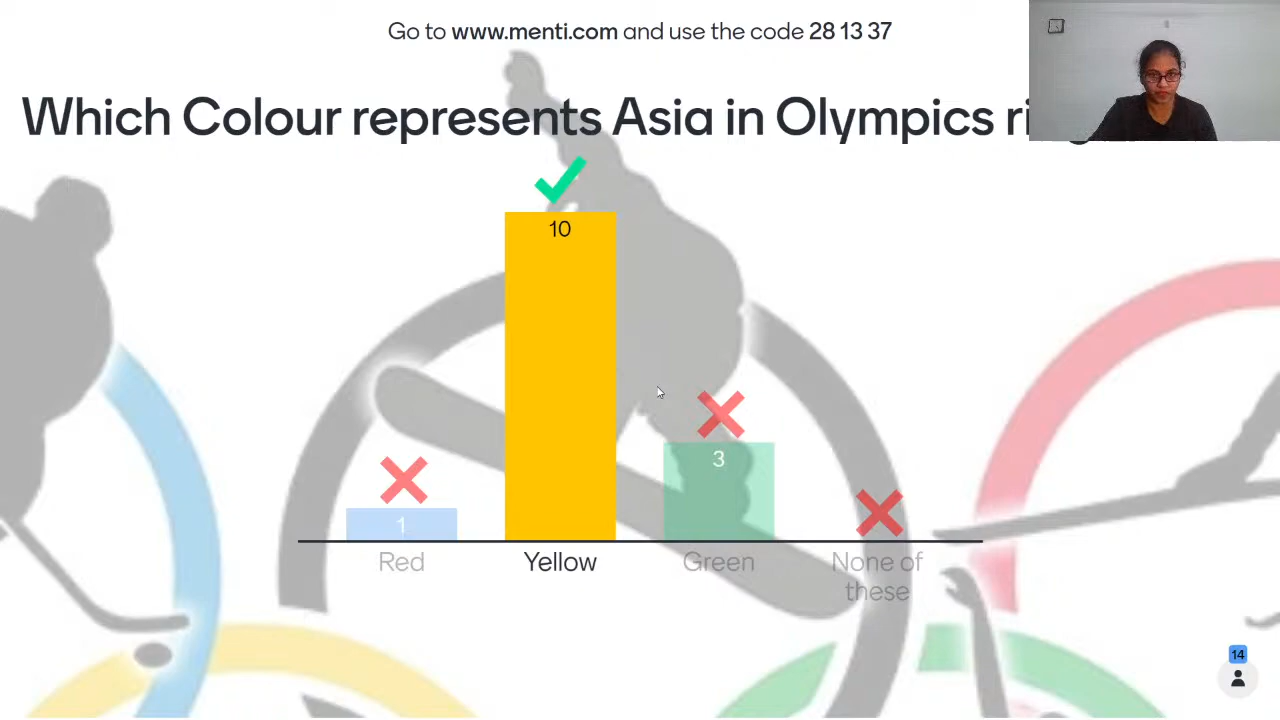 Go to www.menti.com and use the code 28 13 37
Which Colour represents Asia in Olympics ri
10
3
1
Red
Yellow
Green
None of
these
14